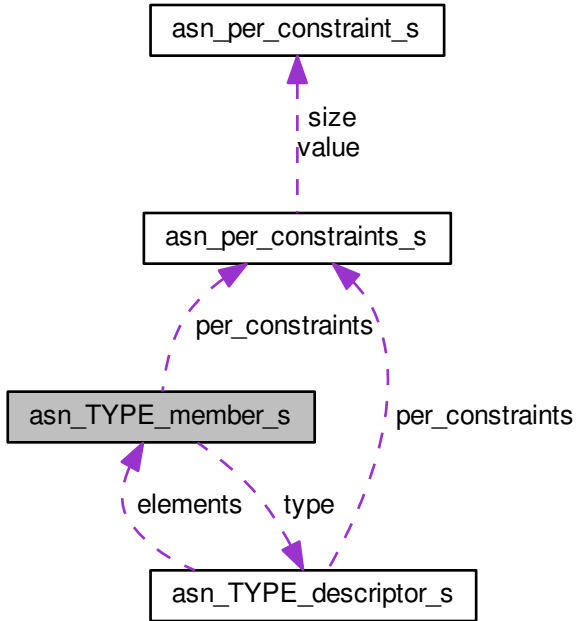 asn_per_constraint_s
size
value
asn_per_constraints_s
per_constraints
asn_TYPE_member_s
per_constraints
elements
type
asn_TYPE_descriptor_s